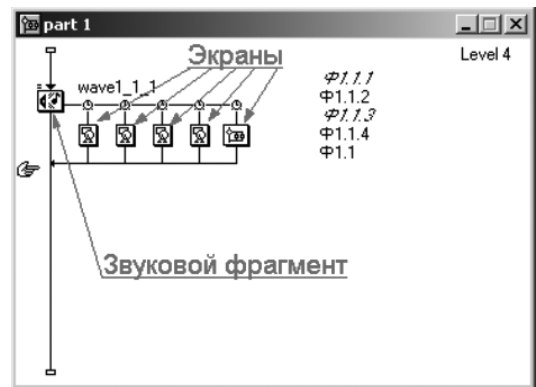 part 1
Level 4
Экраны
wave1_1_1
Ф1.1.1
Ф1.1.2
Ф1.1.3
Ф1.1.4
Ф1.1
Звуковой фрагмент